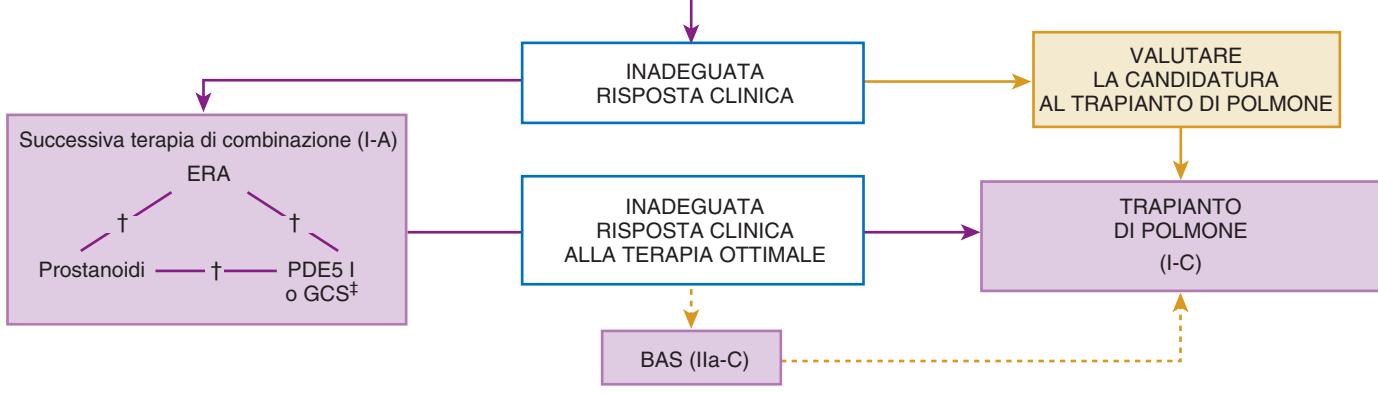 INADEGUATA
RISPOSTA CLINICA
VALUTARE
LA CANDIDATURA
AL TRAPIANTO DI POLMONE
Successiva terapia di combinazione (I-A)
ERA
† †
Prostanoidi † PDE5 I
o GCS‡
INADEGUATA
RISPOSTA CLINICA
ALLA TERAPIA OTTIMALE
TRAPIANTO
DI POLMONE
(I-C)
BAS (IIa-C)